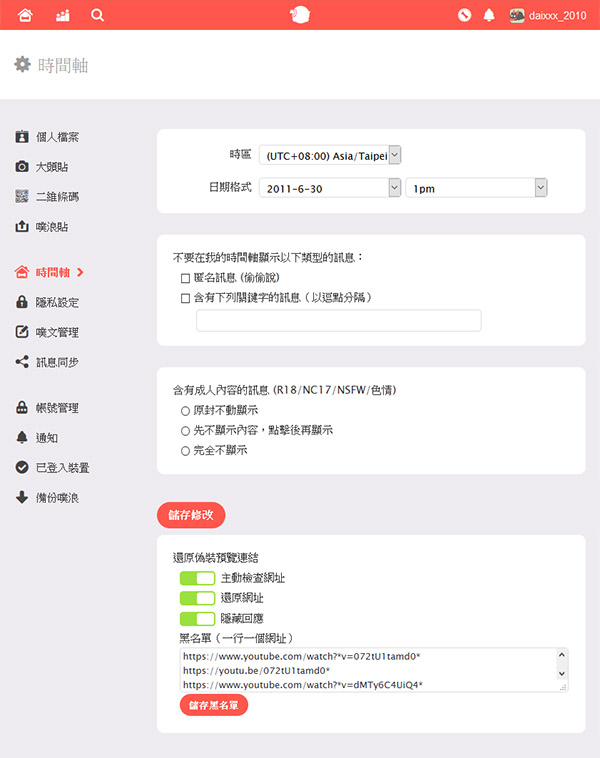 daixxx_2010
時間軸
個人檔案
大頭貼
二維條碼
噗浪貼
時間軸
隱私設定
噗文管理
訊息同步
帳號管理
通知
已登入裝置
備份噗浪
時區 (UTC+08:00) Asia/Taipei
日期格式 2011-6-30 1pm
不要在我的時間軸顯示以下類型的訊息：
匿名訊息 (偷偷說)
含有下列關鍵字的訊息（以逗點分隔）
含有成人內容的訊息 (R18/NC17/NSFW/色情)
原封不動顯示
先不顯示內容，點擊後再顯示
完全不顯示
儲存修改
還原偽裝預覽連結
主動檢查網址
還原網址
隱藏回應
黑名單（一行一個網址）
https://www.youtube.com/watch?*v=072tU1tamd0*
https://youtu.be/072tU1tamd0*
https://www.youtube.com/watch?*v=dMTy6C4UiQ4*
儲存黑名單